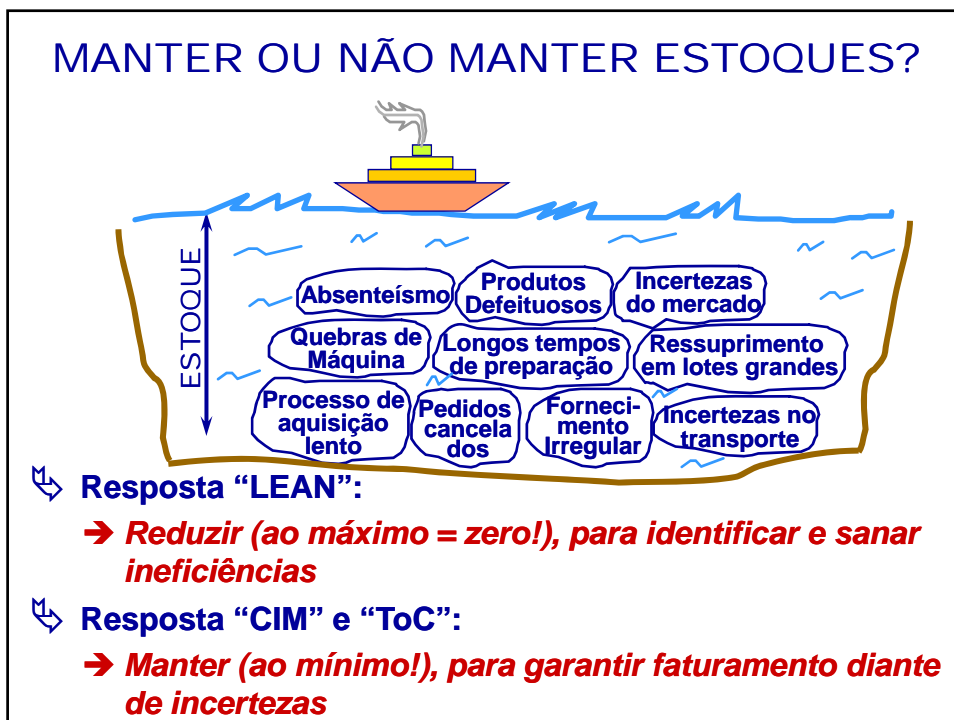 MANTER OU NÃO MANTER ESTOQUES?
ESTOQUE
Absenteísmo
Produtos
Defeituosos
Incertezas
do mercado
Quebras de
Máquina
Longos tempos
de preparação
Ressuprimento
em lotes grandes
Processo de
aquisição
lento
Pedidos
cancela
dos
Forneci-
mento
Irregular
Incertezas no
transporte
Resposta “LEAN”:
➔ Reduzir (ao máximo = zero!), para identificar e sanar
ineficiências
Resposta “CIM” e “ToC”:
➔ Manter (ao mínimo!), para garantir faturamento diante
de incertezas